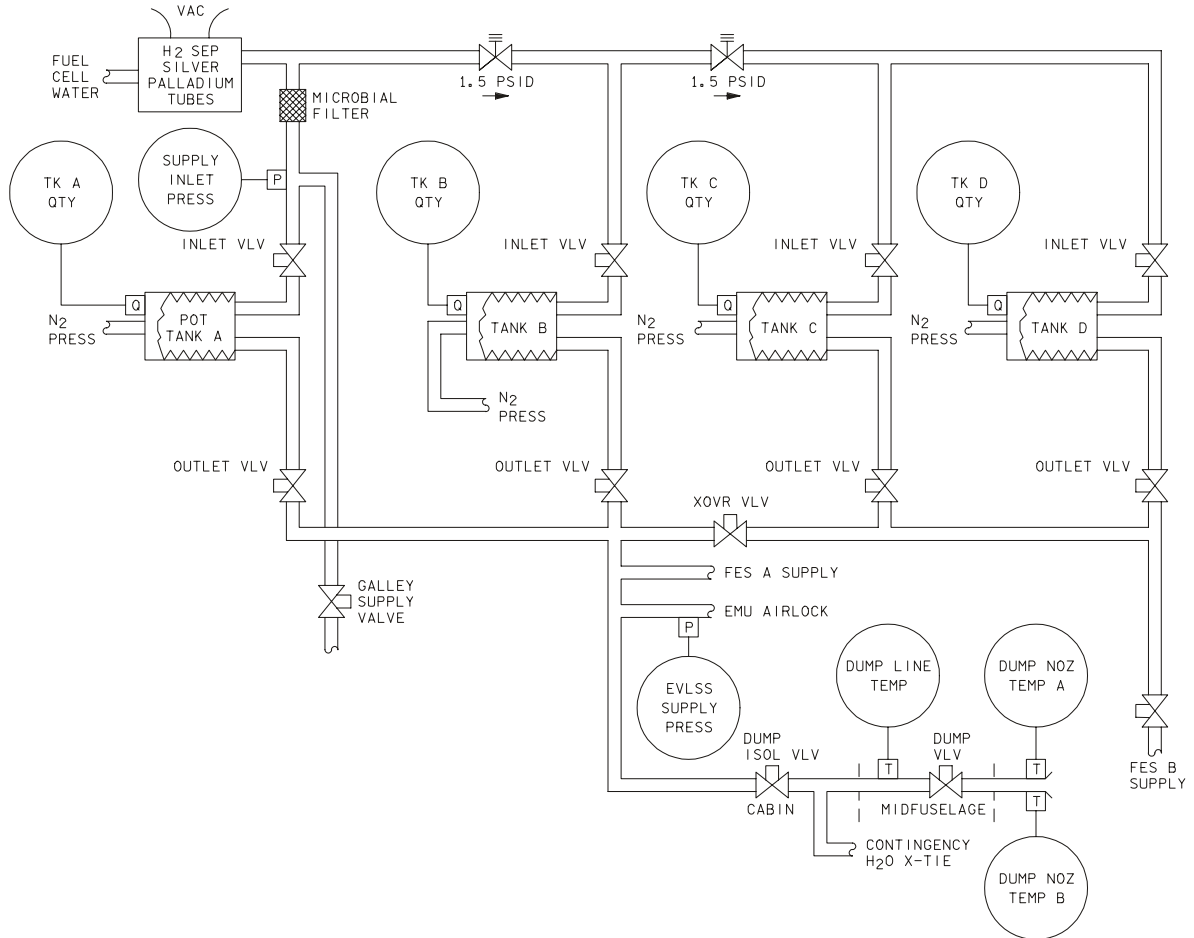 VAC
H2 SEP
SILVER
PALLADIUM
TUBES
FUEL
CELL
WATER
1.5 PSID
1.5 PSID
MICROBIAL
FILTER
TK A
QTY
SUPPLY
INLET
PRESS
P
TK B
QTY
TK C
QTY
TK D
QTY
INLET VLV
INLET VLV
INLET VLV
INLET VLV
Q
Q
Q
Q
N2
PRESS
POT
TANK A
TANK B
N2
PRESS
N2
PRESS
TANK C
N2
PRESS
TANK D
OUTLET VLV
OUTLET VLV
OUTLET VLV
OUTLET VLV
XOVR VLV
GALLEY
SUPPLY
VALVE
FES A SUPPLY
EMU AIRLOCK
P
EVLSS
SUPPLY
PRESS
DUMP LINE
TEMP
DUMP NOZ
TEMP A
DUMP
ISOL VLV
DUMP
VLV
T
T
T
CABIN
MIDFUSELAGE
FES B
SUPPLY
CONTINGENCY
H2O X-TIE
DUMP NOZ
TEMP B